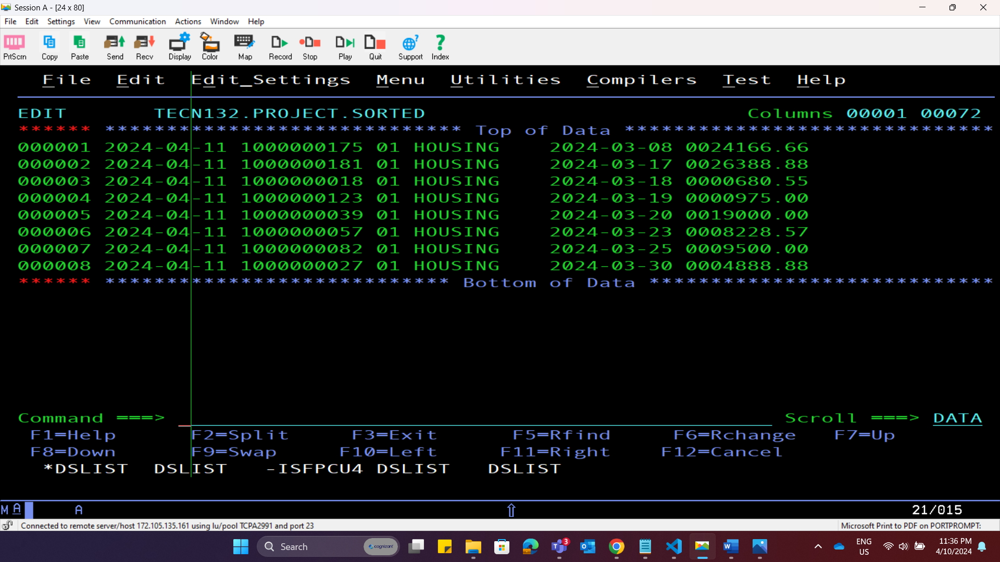 Session A - [24 x 80]
File Edit Settings View Communication Actions Window Help
PrtScrn Copy Paste Send Recv Display Color Map Record Stop Play Quit Support Index
File Edit Edit_Settings Menu Utilities Compilers Test Help
EDIT TECN132.PROJECT.SORTED Columns 00001 00072
****** ***************************** Top of Data ******************************
000001 2024-04-11 1000000175 01 HOUSING 2024-03-08 0024166.66
000002 2024-04-11 1000000181 01 HOUSING 2024-03-17 0026388.88
000003 2024-04-11 1000000018 01 HOUSING 2024-03-18 0000680.55
000004 2024-04-11 1000000123 01 HOUSING 2024-03-19 0000975.00
000005 2024-04-11 1000000039 01 HOUSING 2024-03-20 0019000.00
000006 2024-04-11 1000000057 01 HOUSING 2024-03-23 0008228.57
000007 2024-04-11 1000000082 01 HOUSING 2024-03-25 0009500.00
000008 2024-04-11 1000000027 01 HOUSING 2024-03-30 0004888.88
****** **************************** Bottom of Data ****************************
Command ===> Scroll ===> DATA
F1=Help F2=Split F3=Exit F5=Rfind F6=Rchange F7=Up
F8=Down F9=Swap F10=Left F11=Right F12=Cancel
*DSLIST DSLIST -ISFPCU4 DSLIST DSLIST
M A A 21/015
Connected to remote server/host 172.105.135.161 using lu/pool TCPA2991 and port 23 Microsoft Print to PDF on PORTPROMPT:
Search cognizant 3 ENG 11:36 PM
US 4/10/2024